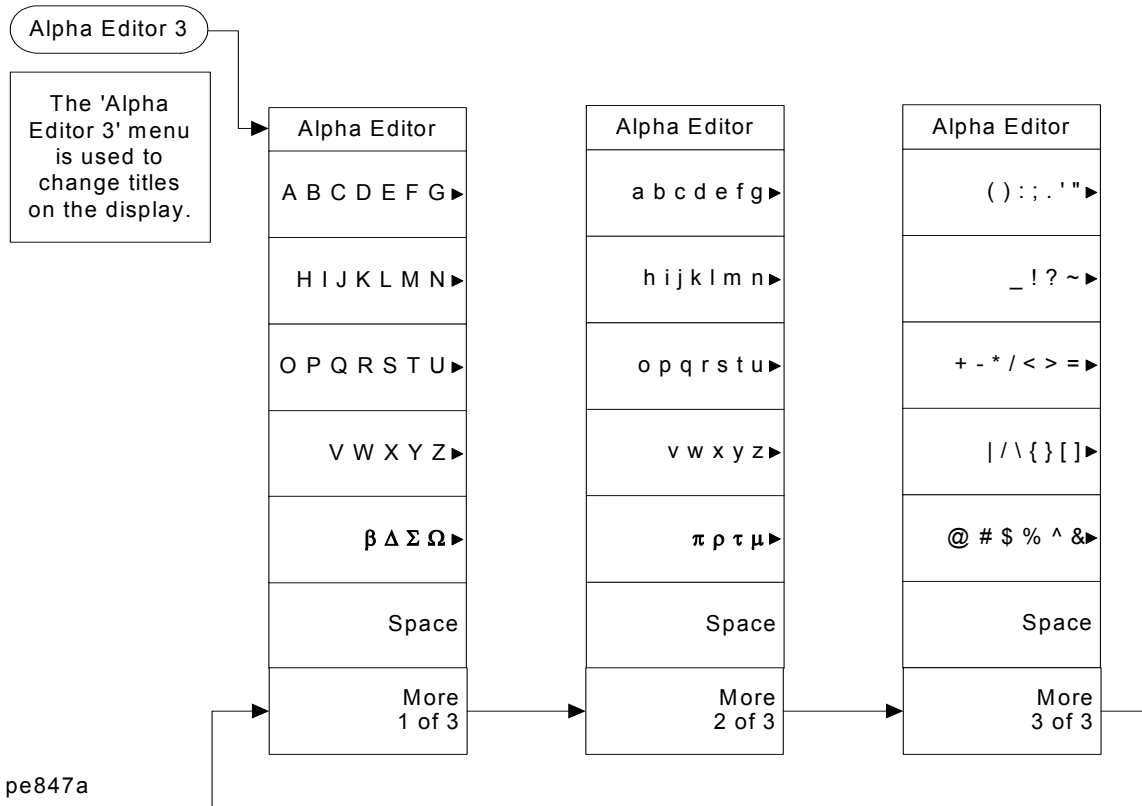 Alpha Editor 3
The 'Alpha
Editor 3' menu
is used to
change titles
on the display.
Alpha Editor
A B C D E F G
H I J K L M N
O P Q R S T U
V W X Y Z
β Δ Σ Ω
Space
More
1 of 3
Alpha Editor
a b c d e f g
h i j k l m n
o p q r s t u
v w x y z
π ρ τ μ
Space
More
2 of 3
Alpha Editor
( ) : ; . ' "
_ ! ? ~
+ - * / < > =
| / \ { } [ ]
@ # $ % ^ &
Space
More
3 of 3
pe847a